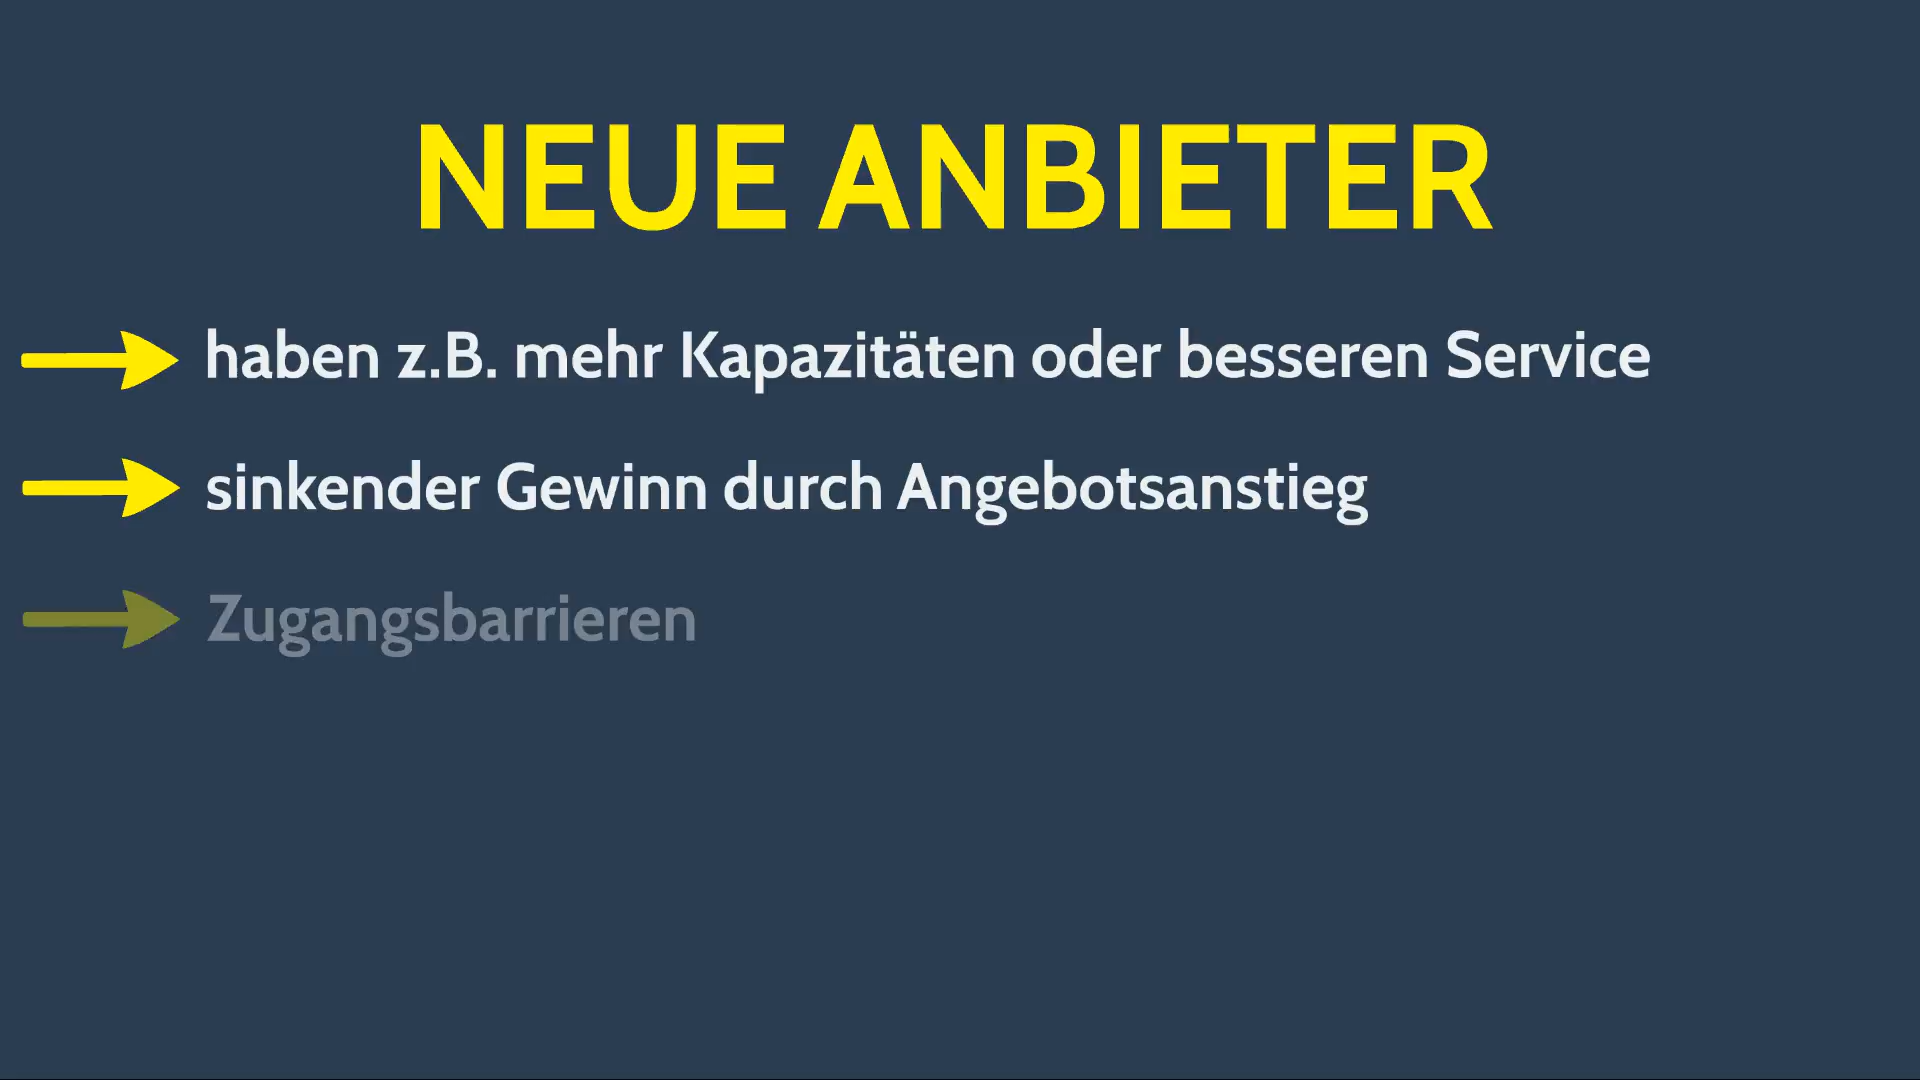 NEUE ANBIETER
haben z.B. mehr Kapazitäten oder besseren Service
sinkender Gewinn durch Angebotsanstieg
Zugangsbarrieren